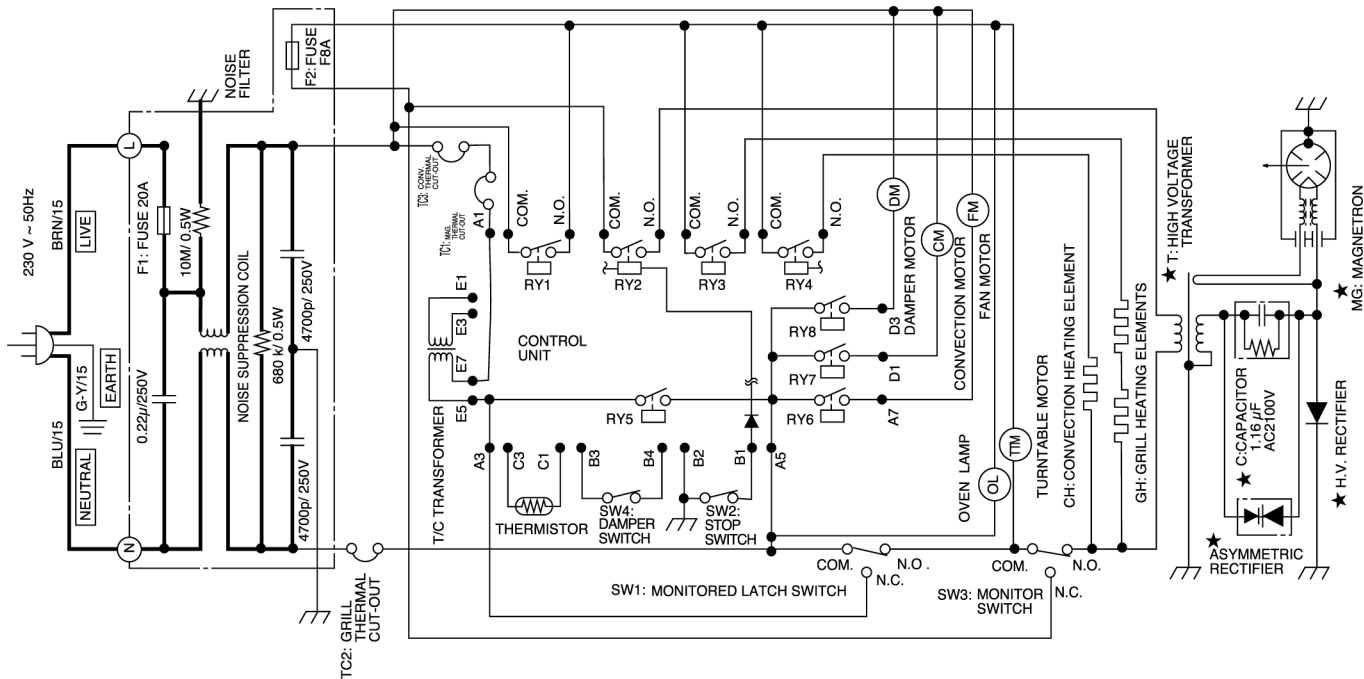 230 V ~ 50Hz
BRN/15
LIVE
G-Y/15
EARTH
BLU/15
NEUTRAL
L
N
F1: FUSE 20A
10M/ 0.5W
0.22µ/250V
NOISE
FILTER
NOISE SUPPRESSION COIL
680 k/ 0.5W
4700p/ 250V
4700p/ 250V
F2: FUSE
F8A
TC2: GRILL
THERMAL
CUT-OUT
TC3: CONV.
THERMAL
CUT-OUT
TC1: MAG.
THERMAL
CUT-OUT
A1
E1
E3
E7
E5
T/C TRANSFORMER
CONTROL
UNIT
COM.
N.O.
RY1
COM.
N.O.
RY2
COM.
N.O.
RY3
COM.
N.O.
RY4
RY8
D3
RY7
D1
RY6
A7
RY5
A3
C3
C1
B3
B4
B2
B1
A5
THERMISTOR
SW4:
DAMPER
SWITCH
SW2:
STOP
SWITCH
DM
DAMPER MOTOR
CM
CONVECTION MOTOR
FM
FAN MOTOR
OL
OVEN LAMP
TTM
TURNTABLE MOTOR
CH: CONVECTION HEATING ELEMENT
GH: GRILL HEATING ELEMENTS
COM.
N.O .
N.C.
SW1: MONITORED LATCH SWITCH
COM.
N.O.
N.C.
SW3: MONITOR
SWITCH
★ T: HIGH VOLTAGE
TRANSFORMER
★ C:CAPACITOR
1.16 µF
AC2100V
★
ASYMMETRIC
RECTIFIER
★ H.V. RECTIFIER
★
MG: MAGNETRON